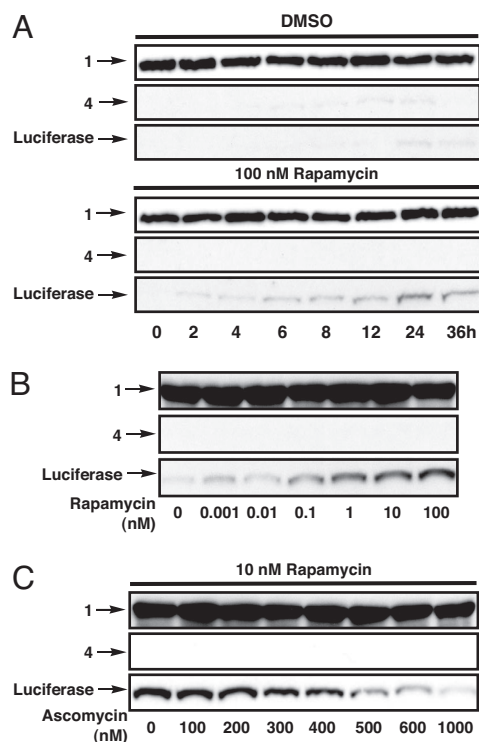 A
DMSO
1
4
Luciferase
100 nM Rapamycin
1
4
Luciferase
0 2 4 6 8 12 24 36h
B
1
4
Luciferase
Rapamycin (nM) 0 0.001 0.01 0.1 1 10 100
C
10 nM Rapamycin
1
4
Luciferase
Ascomycin (nM) 0 100 200 300 400 500 600 1000